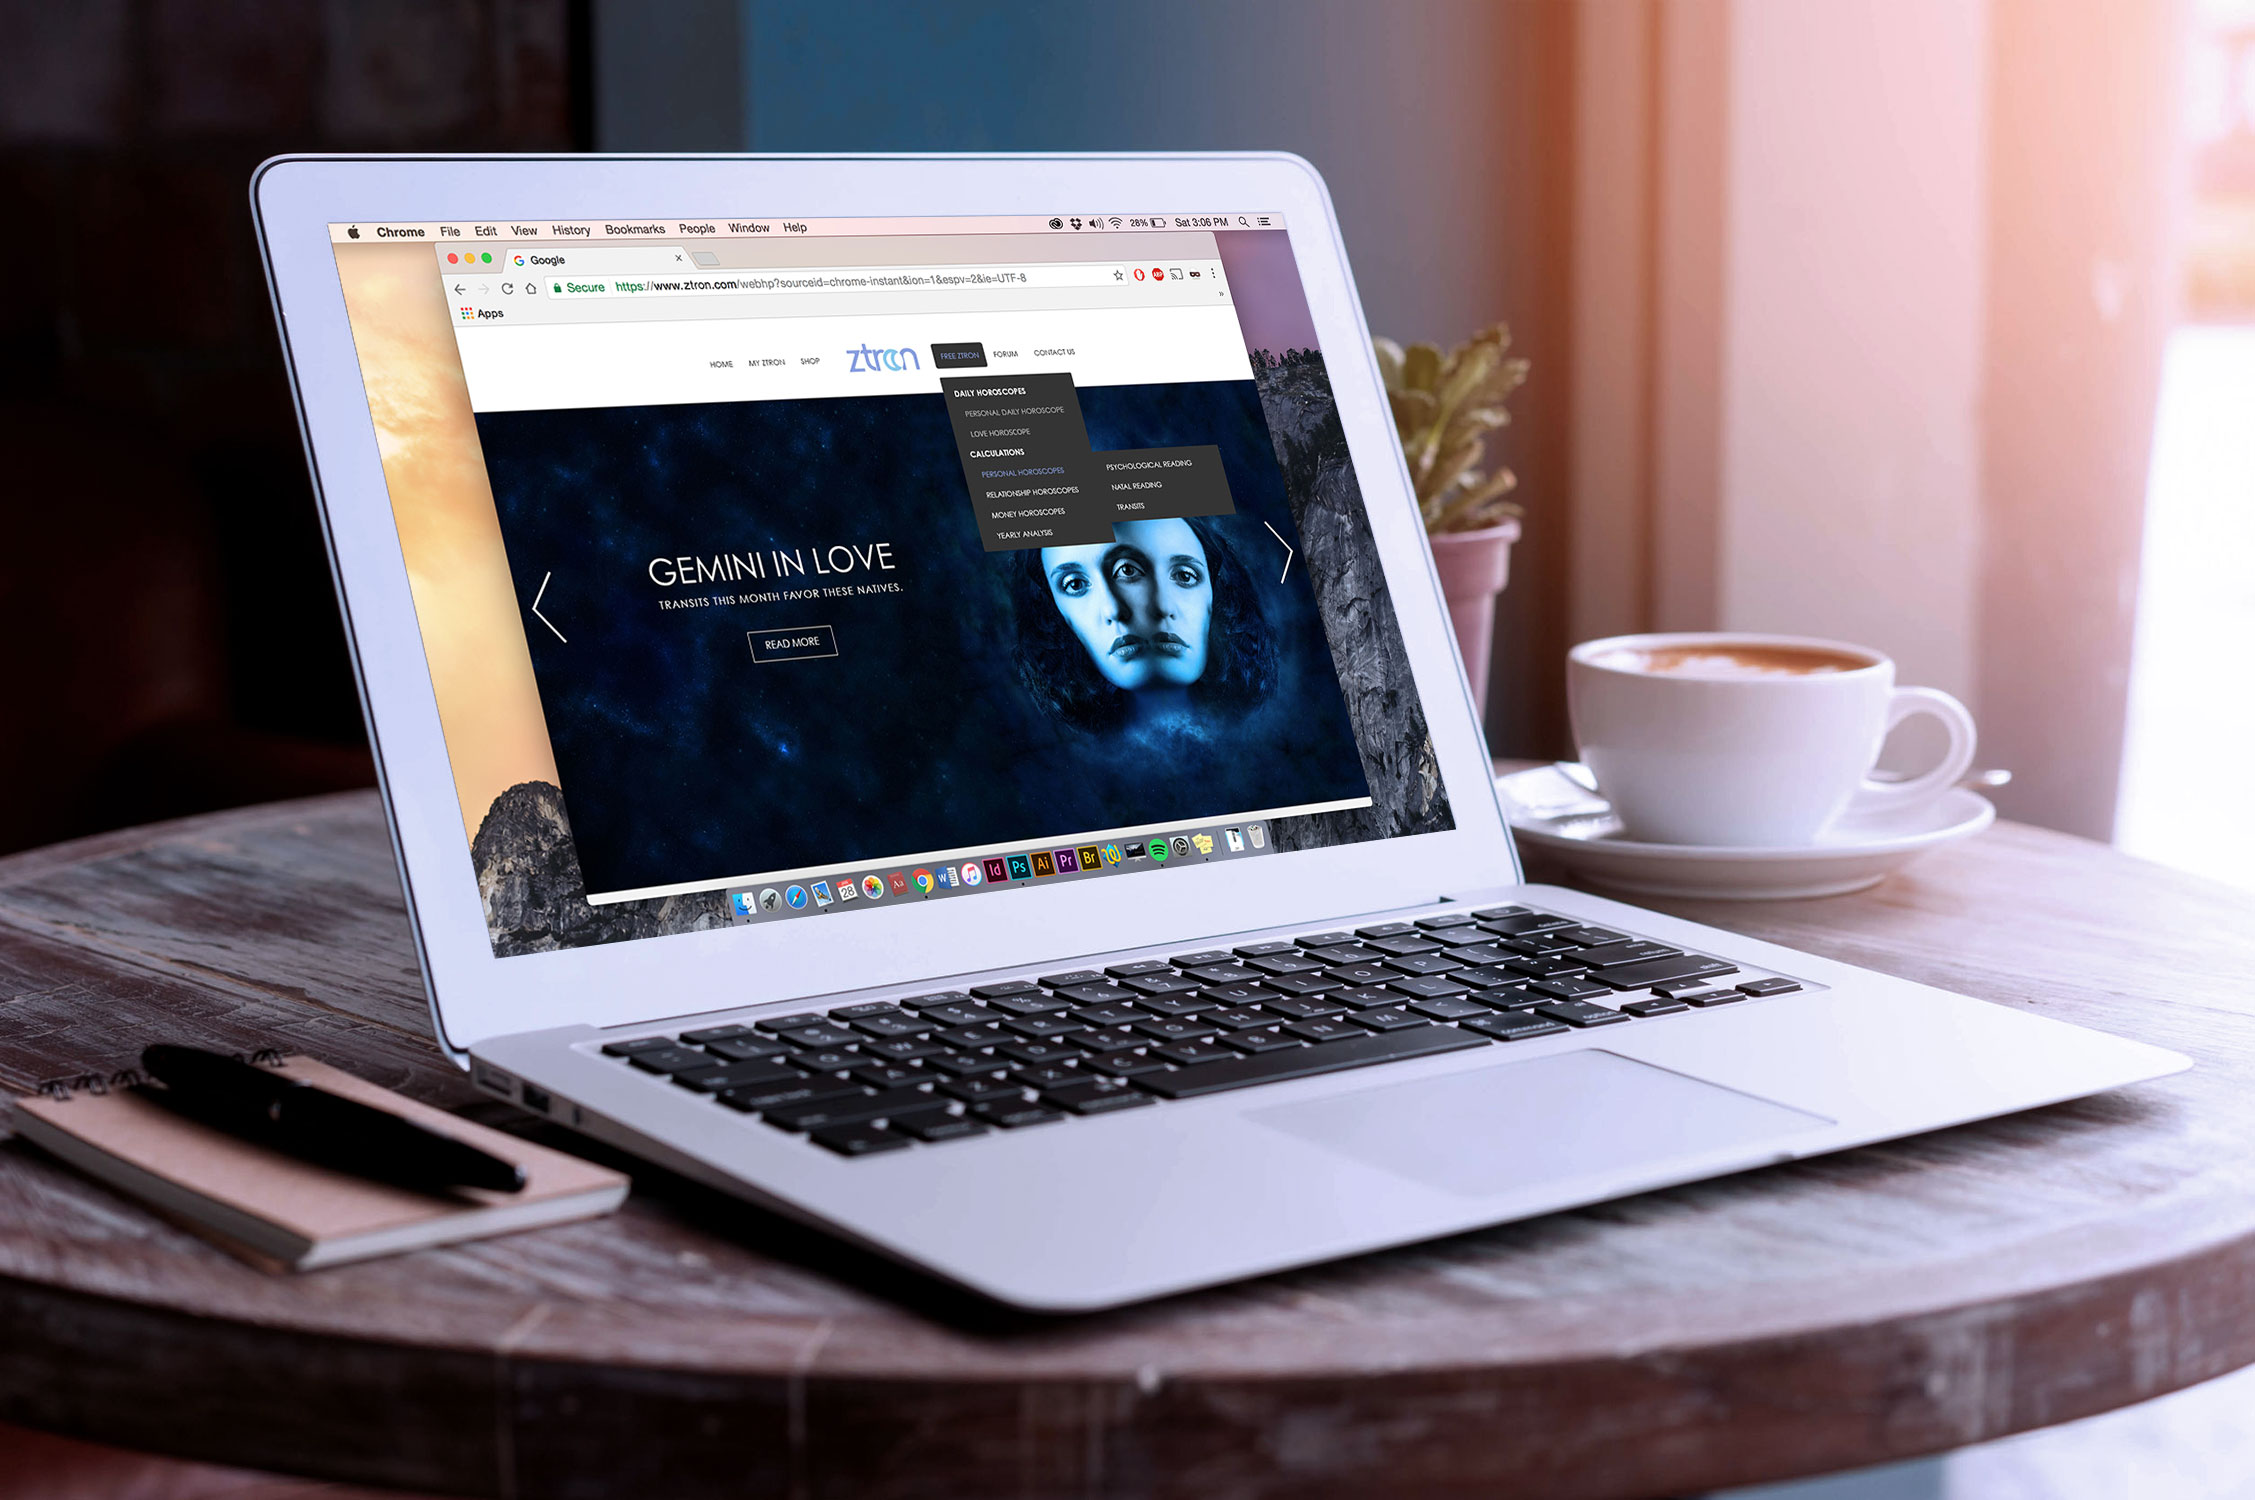 Chrome File Edit View History Bookmarks People Window Help 28% Sat 3:06 PM
Google
Secure https://www.ztron.com/webhp?sourceid=chrome-instant&ion=1&espv=2&ie=UTF-8 ABP
Apps
HOME MY ZTRON SHOP ztron FREE ZTRON FORUM CONTACT US
DAILY HOROSCOPES
PERSONAL DAILY HOROSCOPE
LOVE HOROSCOPE
CALCULATIONS
PERSONAL HOROSCOPES
RELATIONSHIP HOROSCOPES
MONEY HOROSCOPES
YEARLY ANALYSIS
PSYCHOLOGICAL READING
NATAL READING
TRANSITS
GEMINI IN LOVE
TRANSITS THIS MONTH FAVOR THESE NATIVES.
READ MORE
28 Aa W Id Ps Ai Pr Br
command option